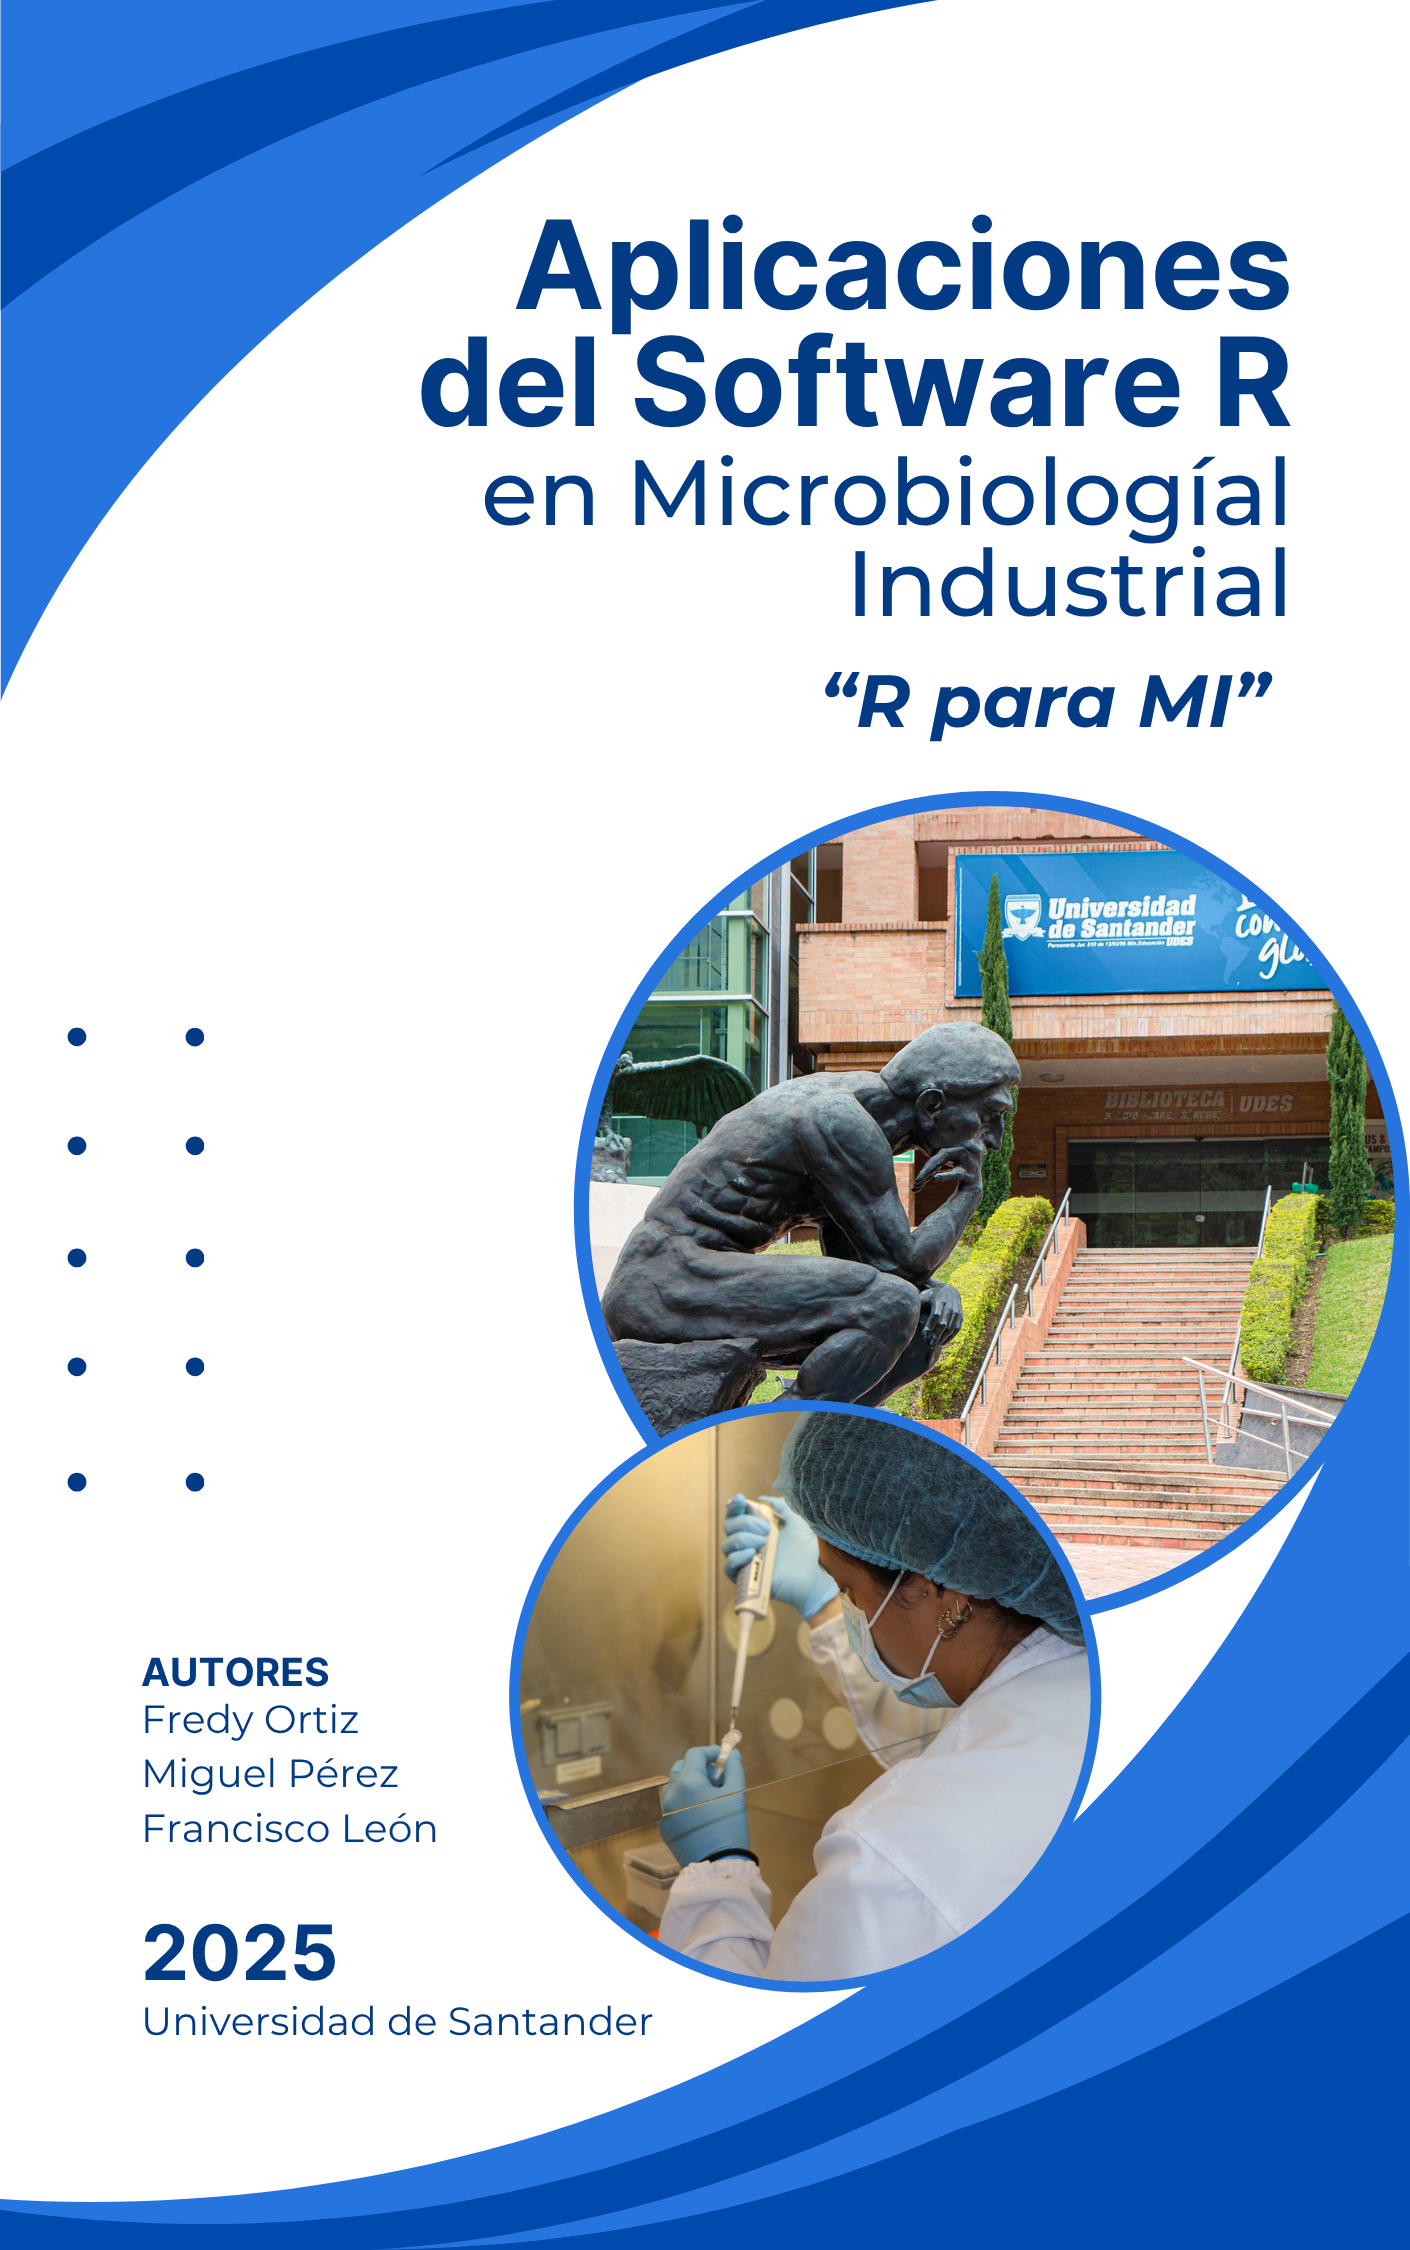 Aplicaciones
del Software R
en Microbiologíal
Industrial
“R para MI”
Universidad
de Santander
UDES
BIBLIOTECA UDES
AUTORES
Fredy Ortiz
Miguel Pérez
Francisco León
2025
Universidad de Santander